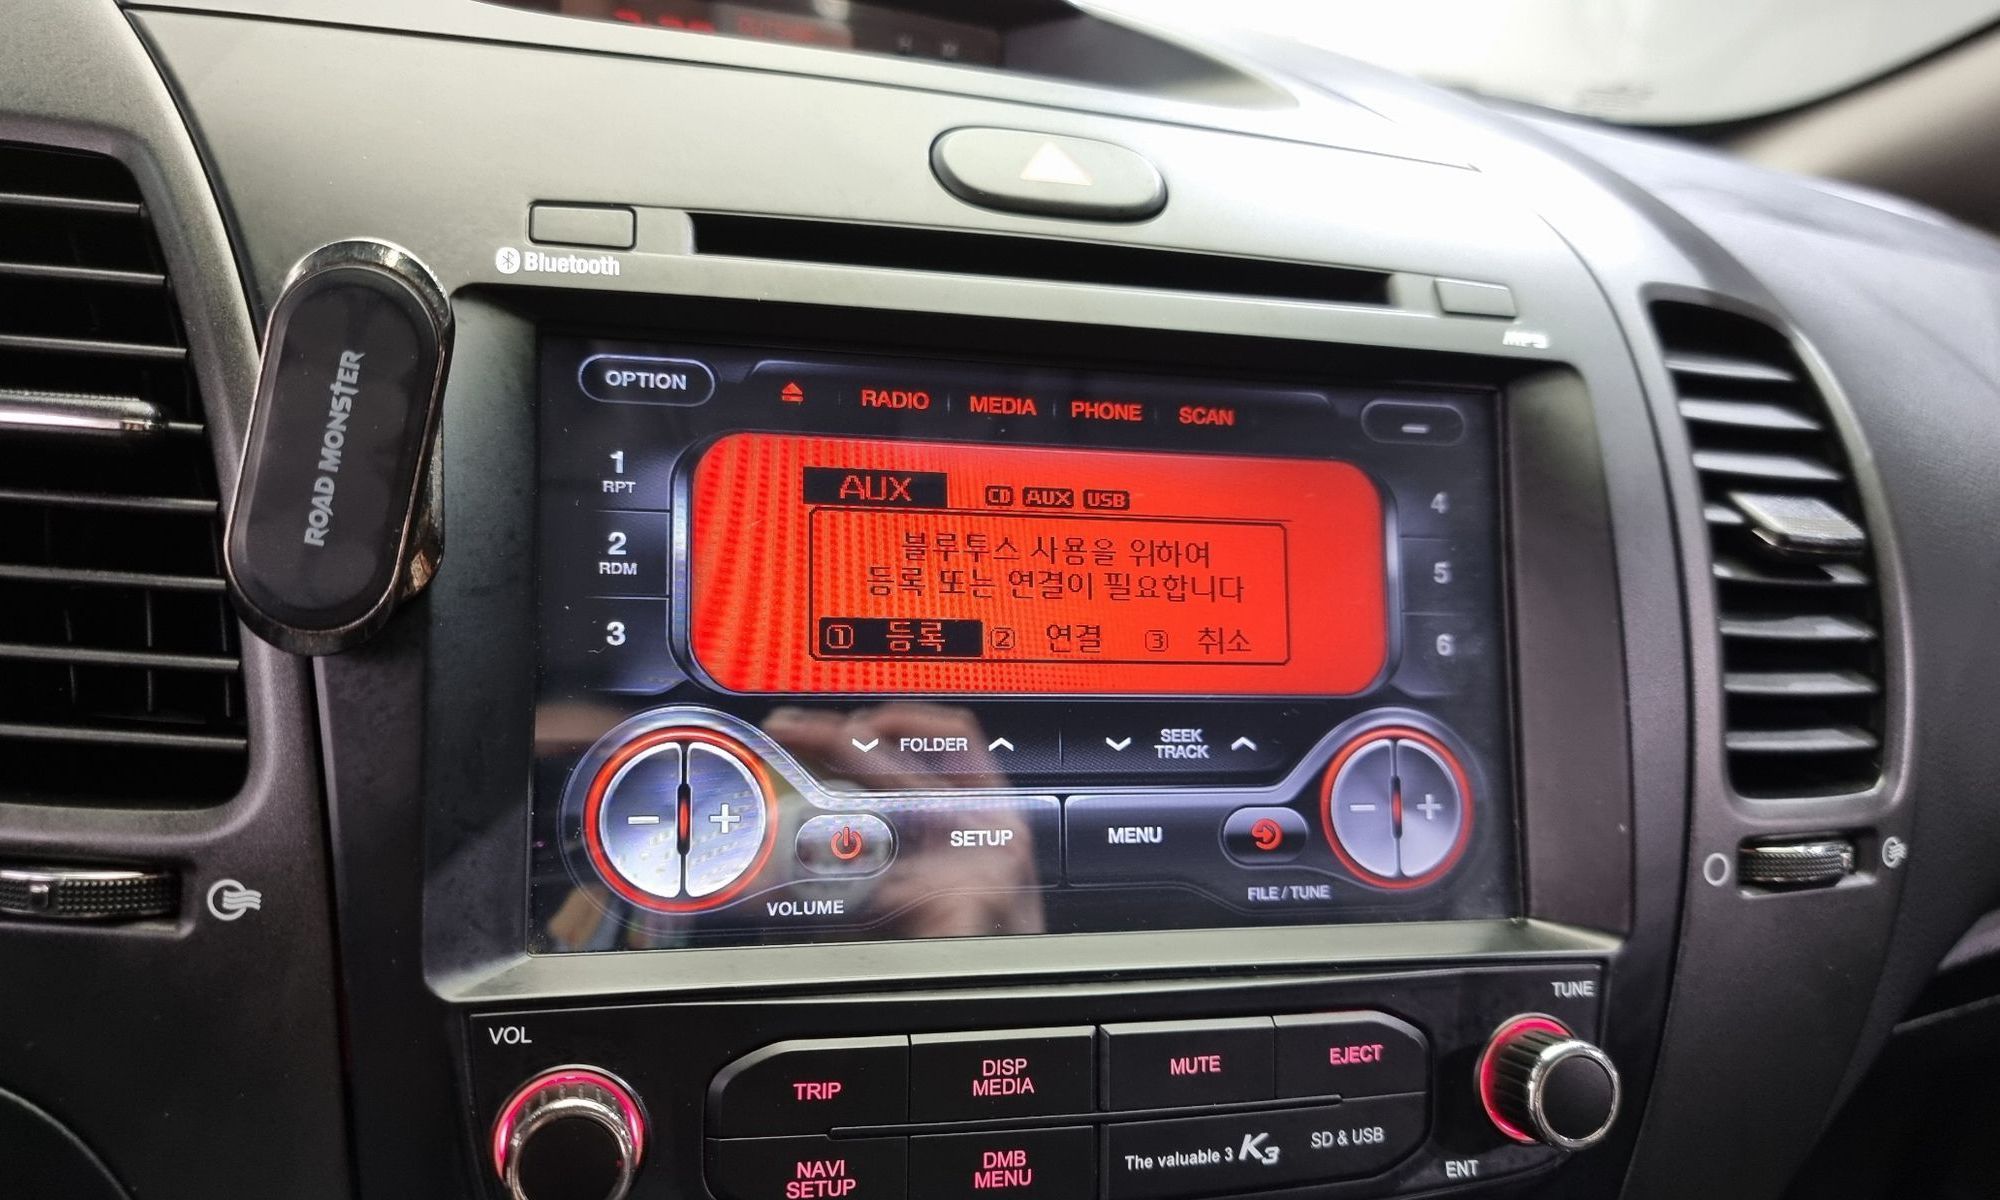 Bluetooth
MP3
ROAD MONSTER
OPTION
RADIO MEDIA PHONE SCAN
1
RPT
2
RDM
3
4
5
6
AUX CD AUX USB
블루투스 사용을 위하여
등록 또는 연결이 필요합니다
① 등록 ② 연결 ③ 취소
FOLDER
SEEK
TRACK
SETUP
MENU
VOLUME
FILE / TUNE
VOL
TUNE
TRIP
DISP
MEDIA
MUTE
EJECT
NAVI
SETUP
DMB
MENU
The valuable 3 K3
SD & USB
ENT